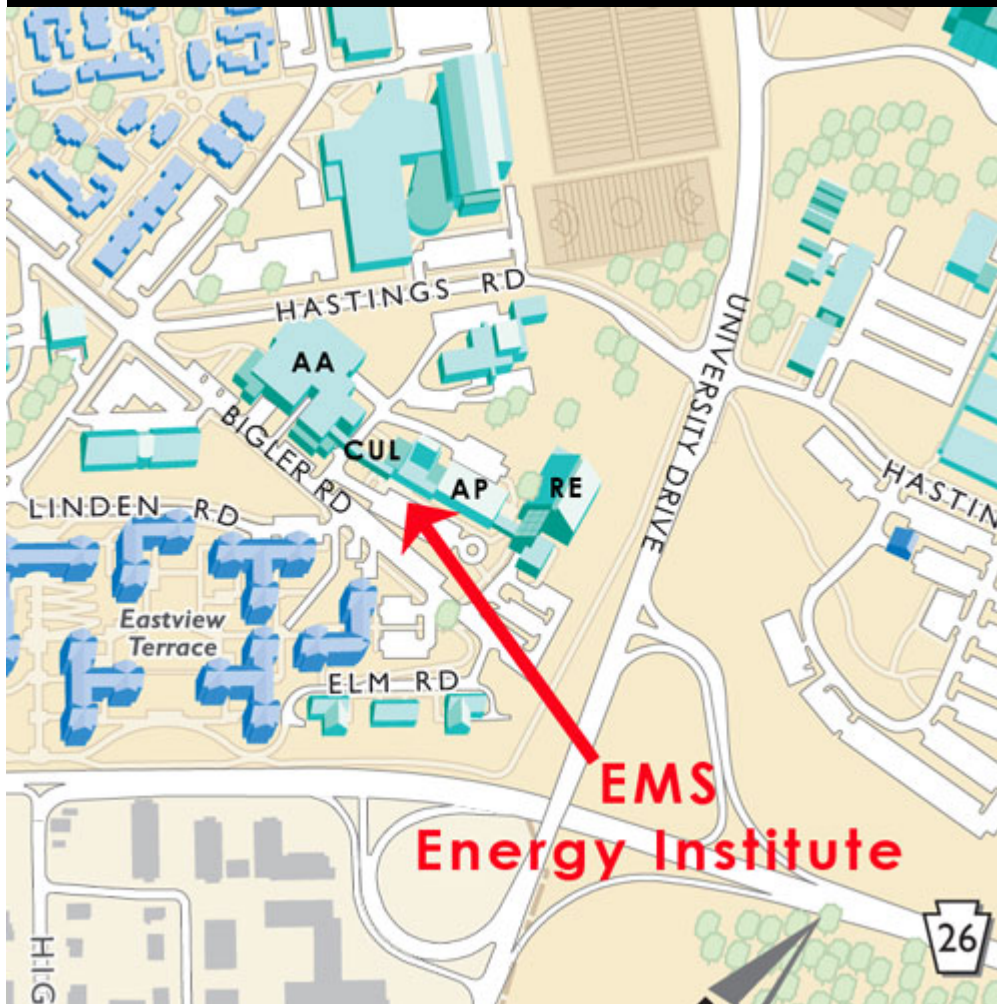 HASTINGS RD
UNIVERSITY DRIVE
AA
BIGLER RD
CUL
AP
RE
LINDEN RD
Eastview
Terrace
ELM RD
EMS
Energy Institute
26